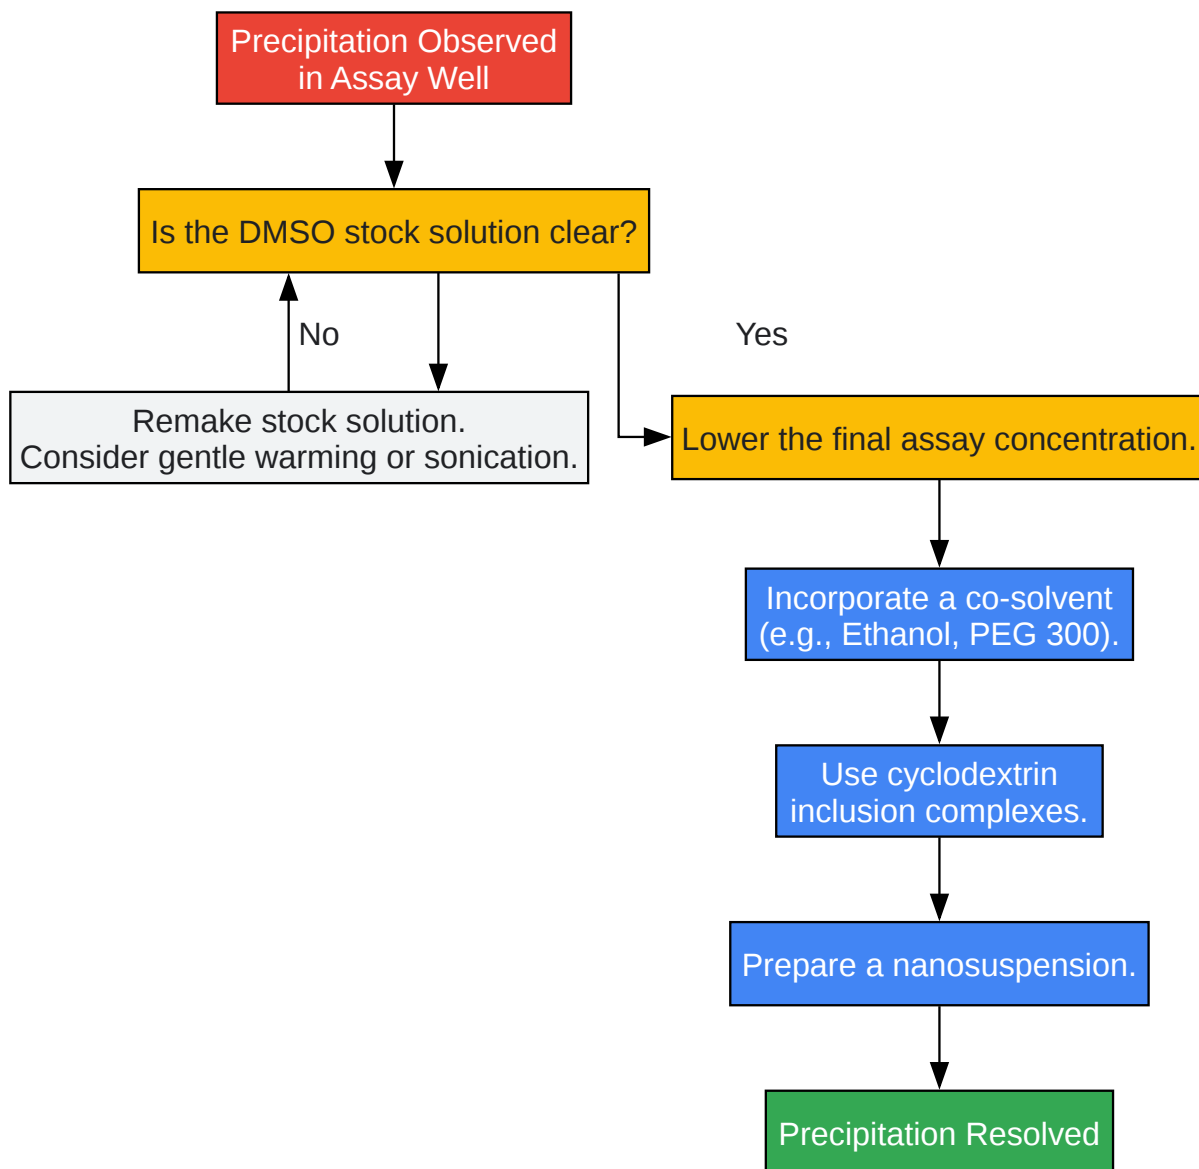 Precipitation Observed
in Assay Well
Is the DMSO stock solution clear?
No
Yes
Remake stock solution.
Consider gentle warming or sonication.
Lower the final assay concentration.
Incorporate a co-solvent
(e.g., Ethanol, PEG 300).
Use cyclodextrin
inclusion complexes.
Prepare a nanosuspension.
Precipitation Resolved